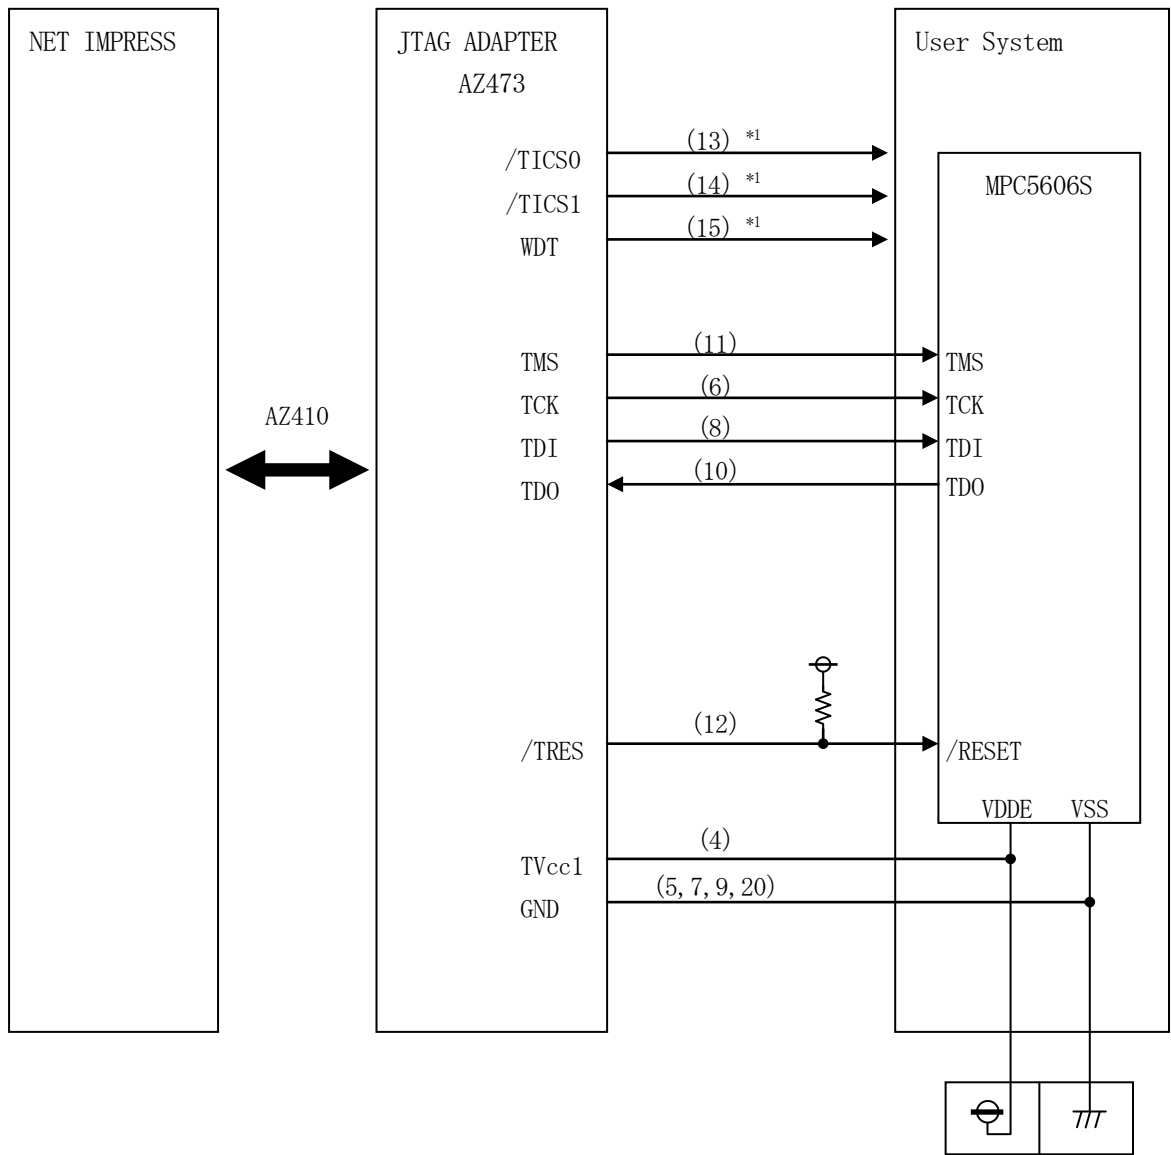 NET IMPRESS
JTAG ADAPTER
AZ473
User System
/TICS0
(13) *1
/TICS1
(14) *1
WDT
(15) *1
MPC5606S
AZ410
TMS
(11)
TMS
TCK
(6)
TCK
TDI
(8)
TDI
TDO
(10)
TDO
/TRES
(12)
/RESET
VDDE
VSS
TVcc1
(4)
GND
(5, 7, 9, 20)